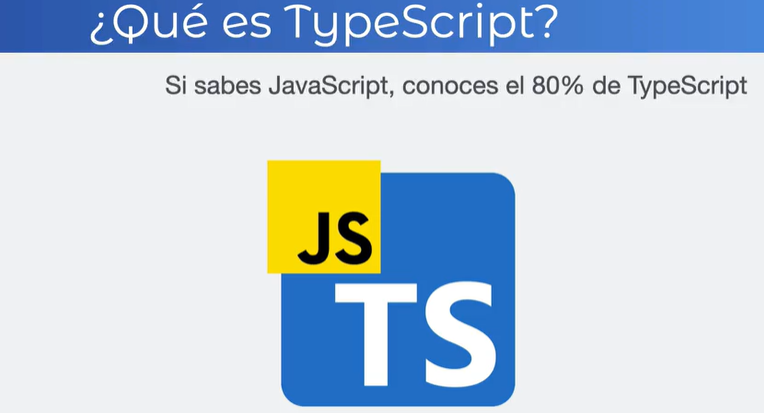 ¿Qué es TypeScript?
Si sabes JavaScript, conoces el 80% de TypeScript
JS
TS